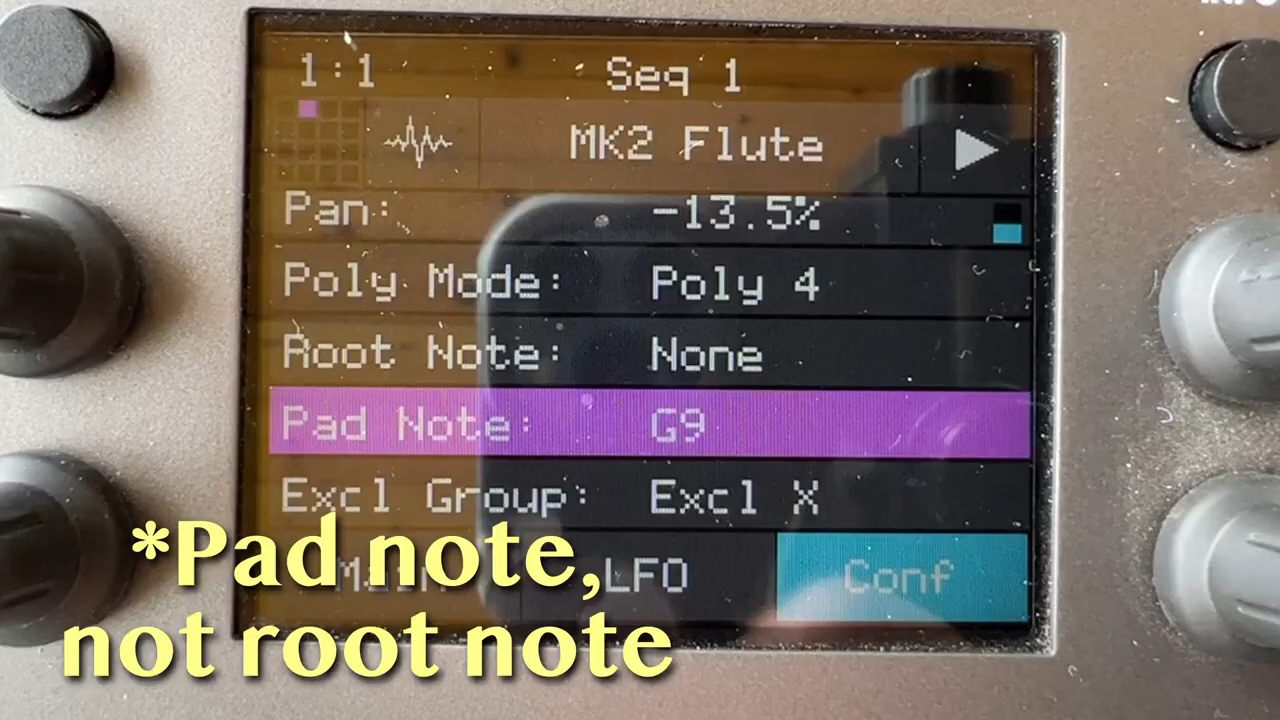 1:1 Seq 1
MK2 Flute
Pan: -13.5%
Poly Mode: Poly 4
Root Note: None
Pad Note: G9
Excl Group: Excl X
Main LFO Conf
*Pad note,
not root note